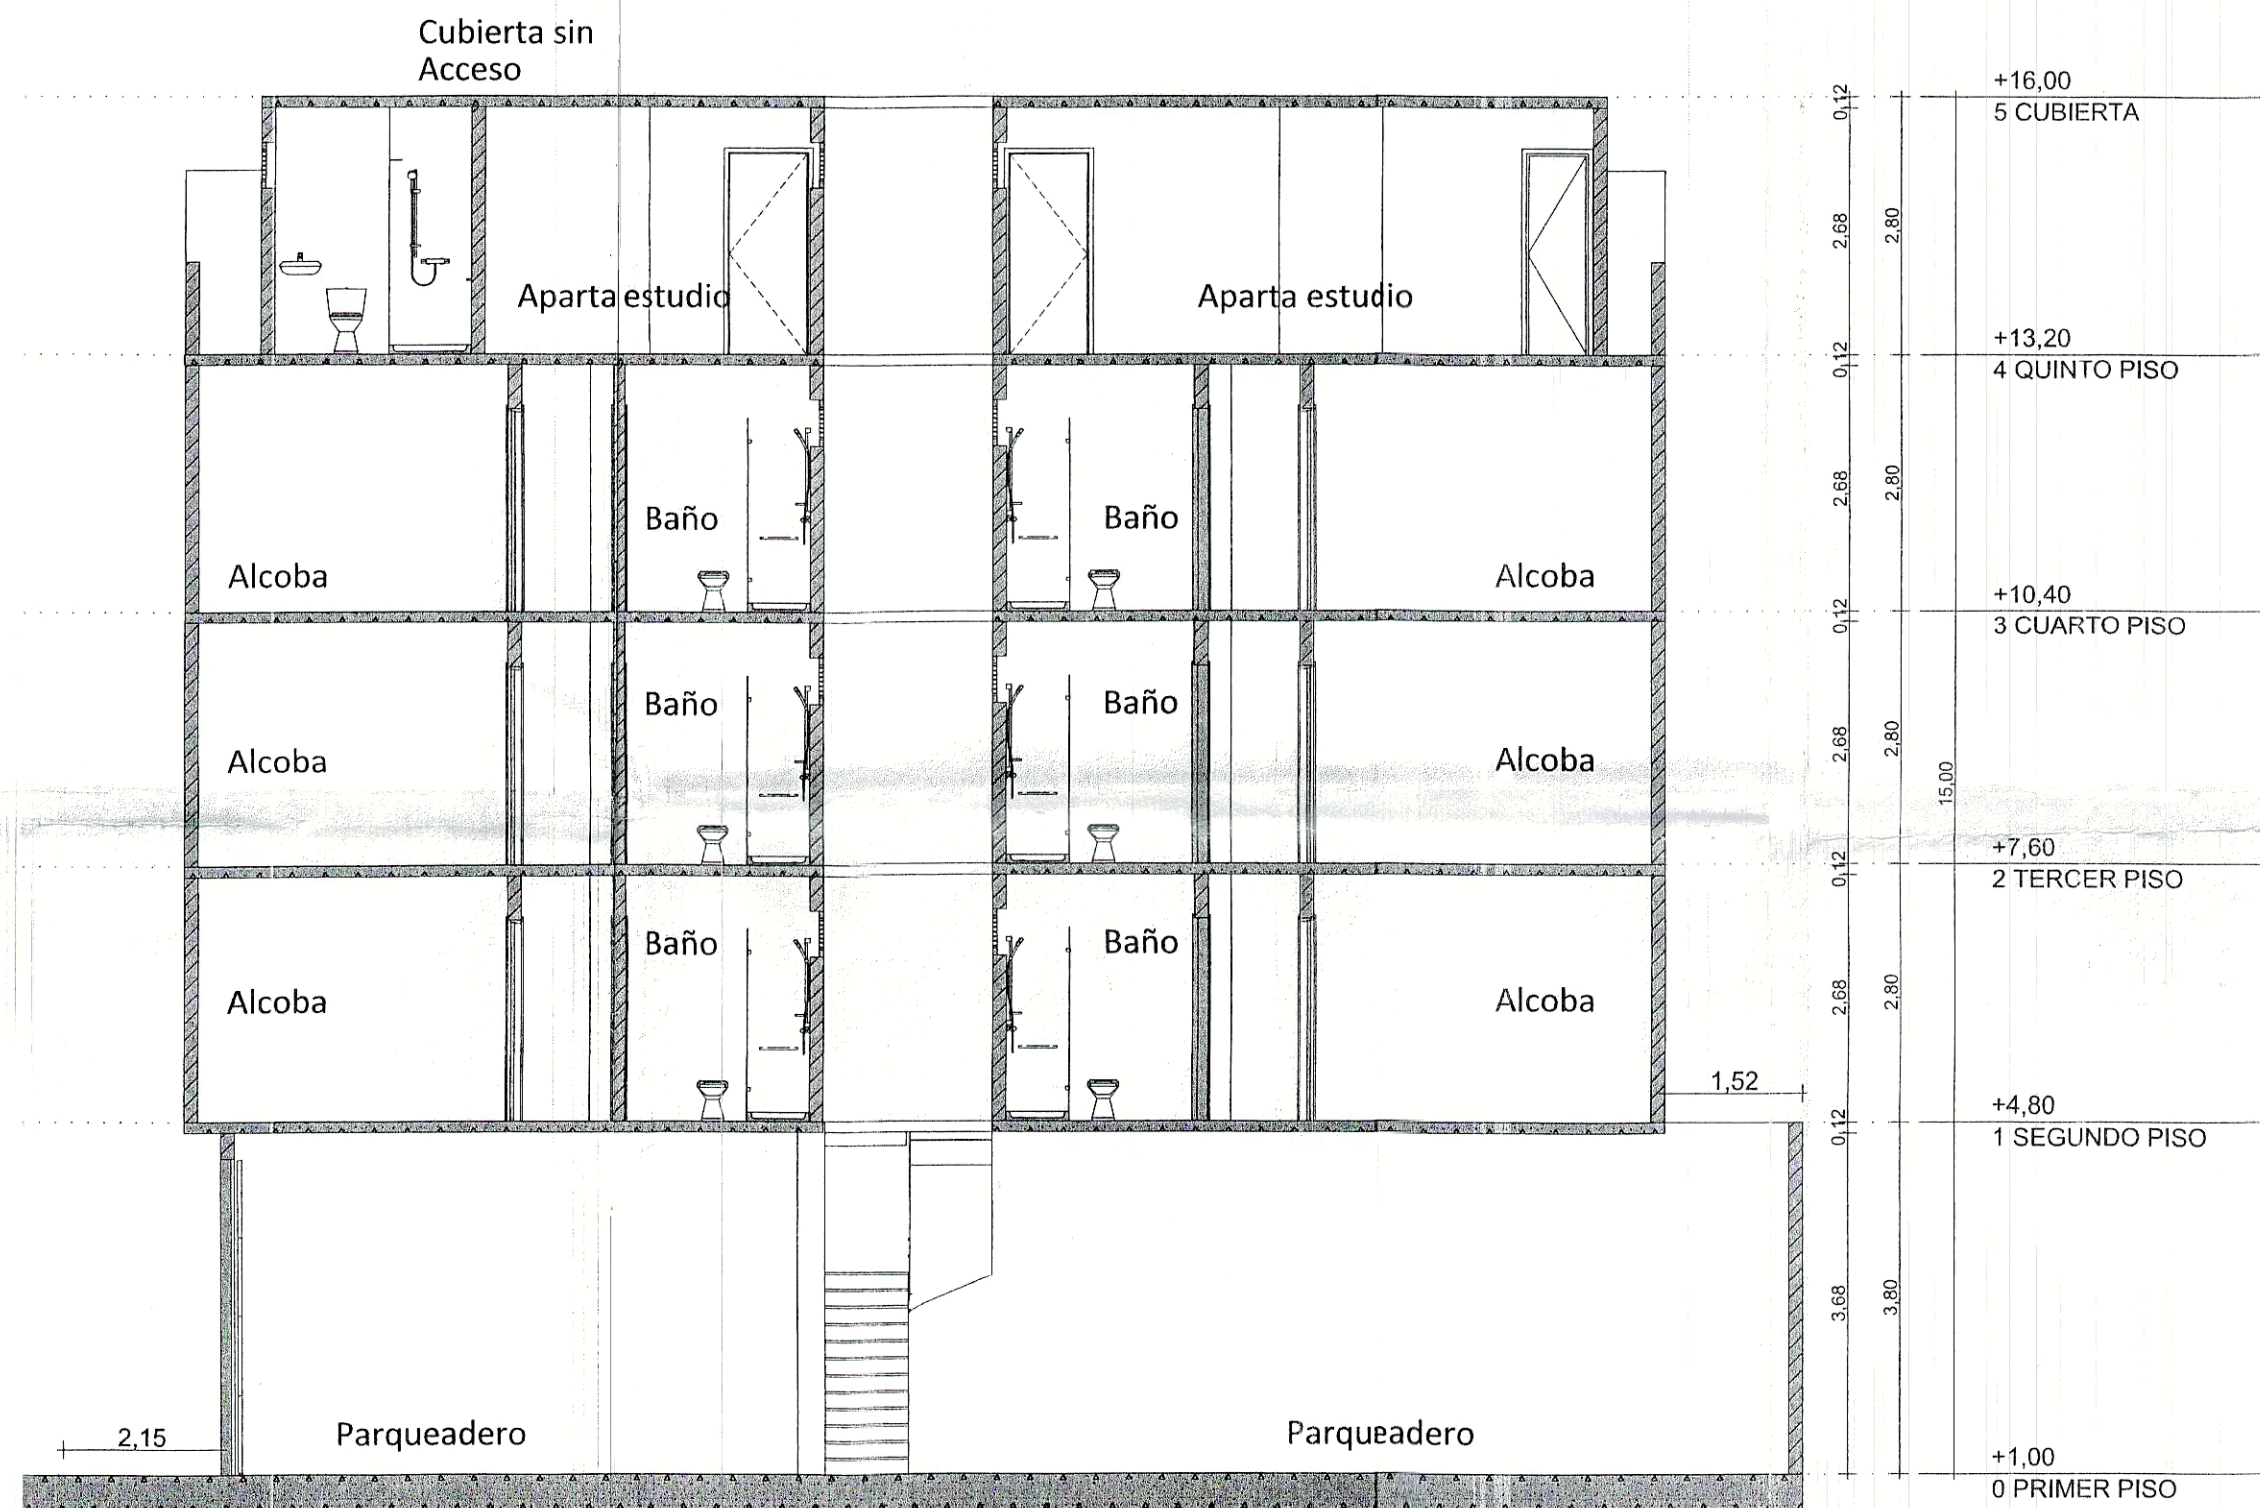 Cubierta sin
Acceso
+16,00
5 CUBIERTA
0,12
2,68
2,80
Aparta estudio
Aparta estudio
+13,20
4 QUINTO PISO
0,12
2,68
2,80
Baño
Baño
Alcoba
Alcoba
+10,40
3 CUARTO PISO
0,12
2,68
2,80
Baño
Baño
Alcoba
Alcoba
15,00
+7,60
2 TERCER PISO
0,12
2,68
2,80
Baño
Baño
Alcoba
Alcoba
1,52
+4,80
1 SEGUNDO PISO
0,12
3,68
3,80
2,15
Parqueadero
Parqueadero
+1,00
0 PRIMER PISO